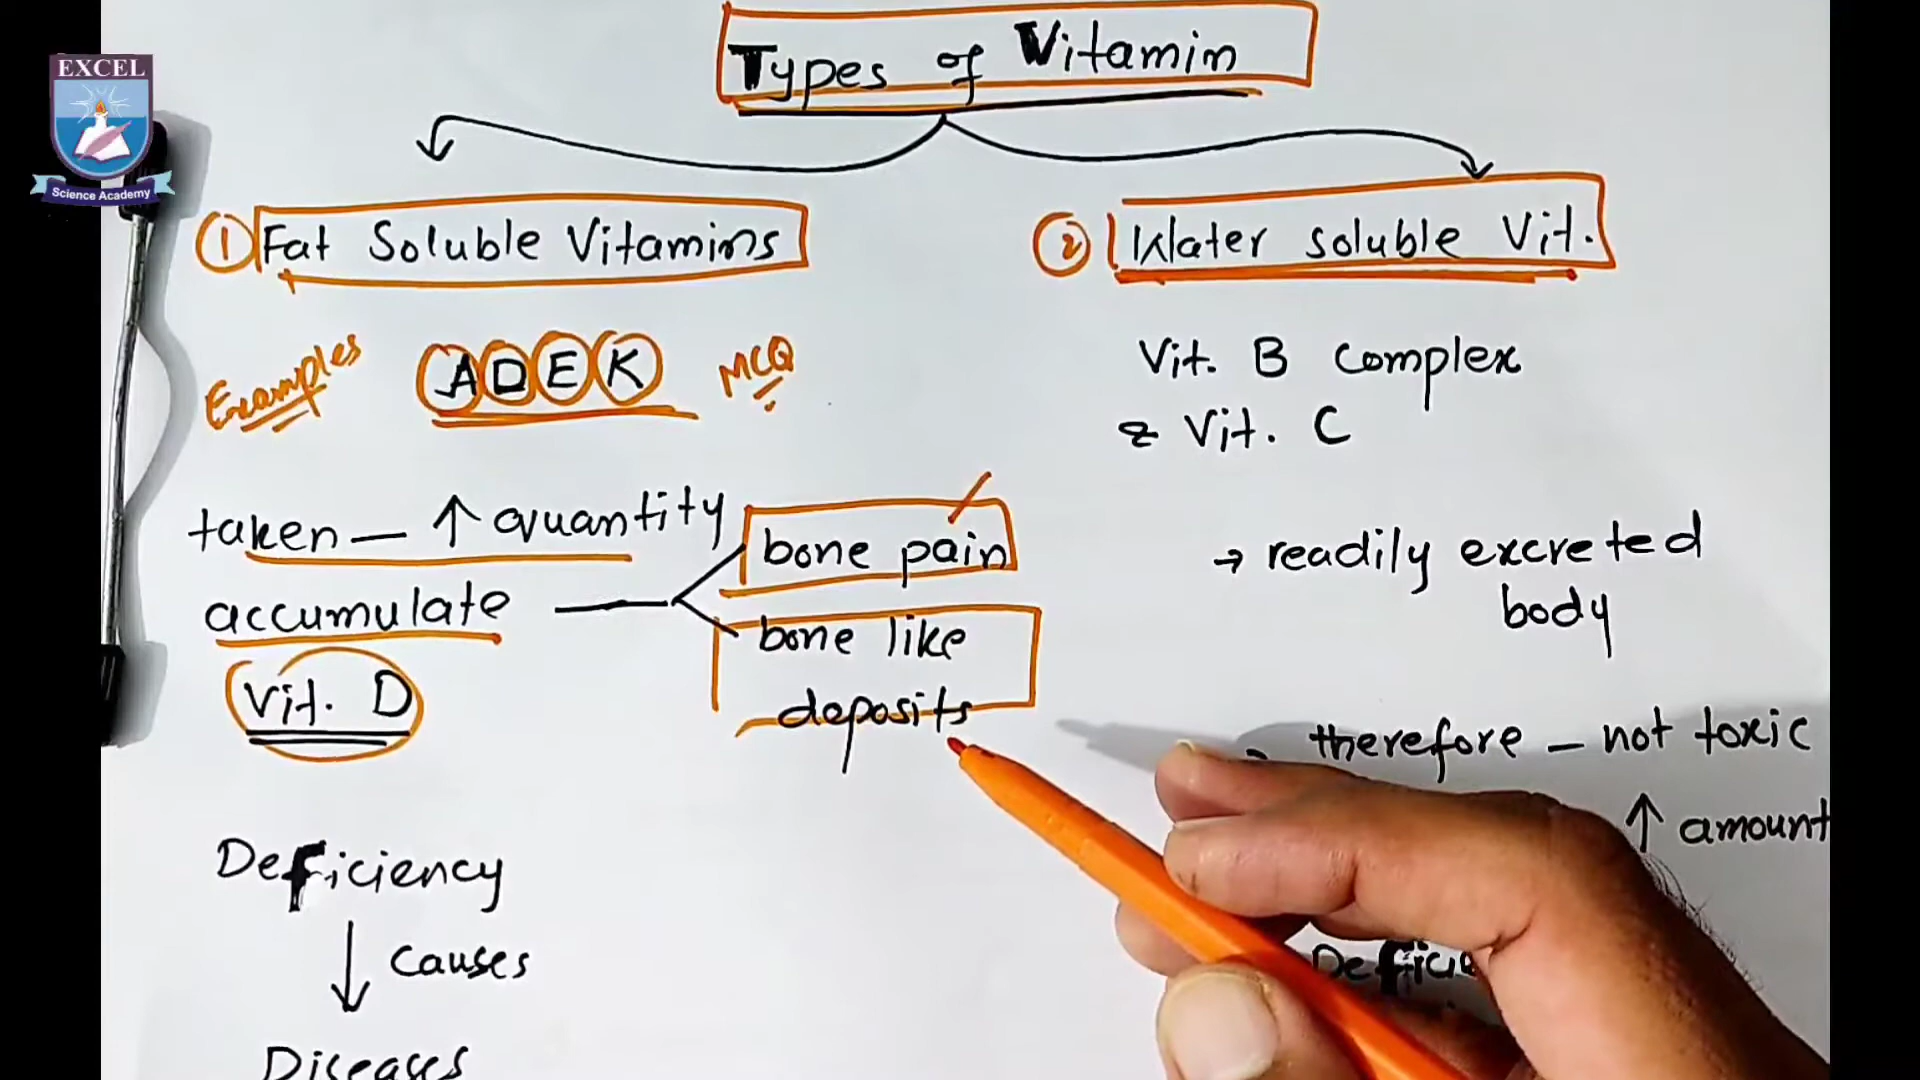 EXCEL
Science Academy
Types of Vitamin
① Fat Soluble Vitamins
Examples A D E K MCQ
taken — ↑ quantity
accumulate — bone pain
bone like
deposits
Vit. D
Deficiency
↓ causes
Diseases
② Water soluble Vit.
Vit. B complex
& Vit. C
→ readily excreted
body
therefore — not toxic
↑ amount